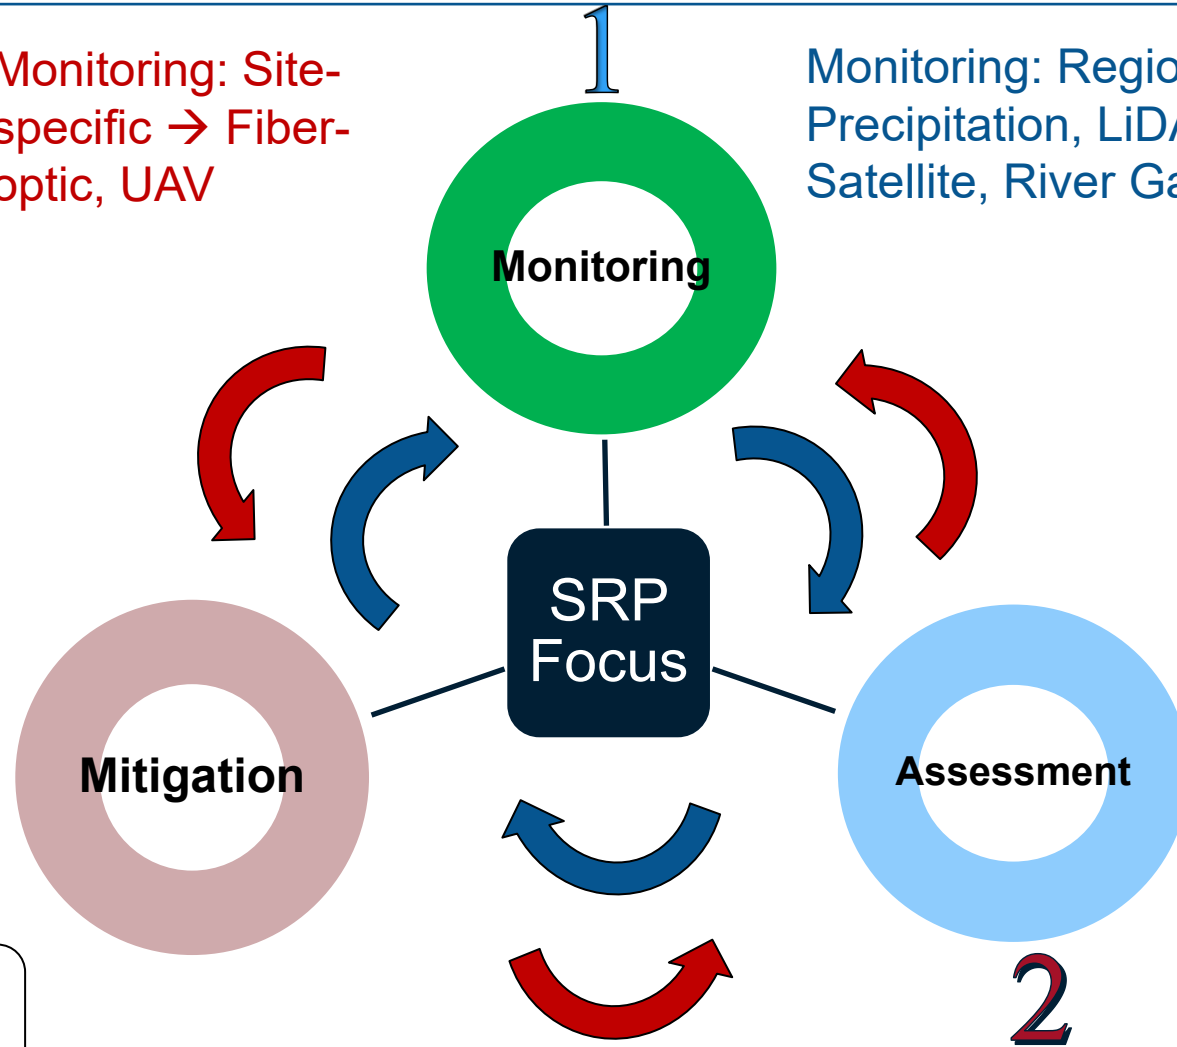 1
Monitoring: Site-
specific → Fiber-
optic, UAV
Monitoring: Regio
Precipitation, LiDA
Satellite, River Ga
Monitoring
SRP
Focus
Mitigation
Assessment
2